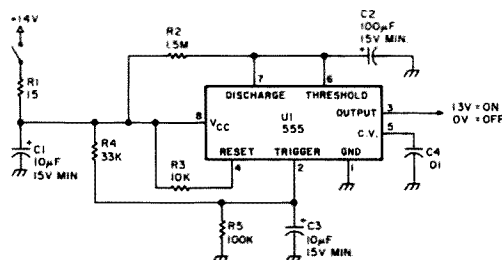 +14V
R1
15
R2
1.5M
C2
100µF
15V MIN.
+
7
6
DISCHARGE
THRESHOLD
OUTPUT
3
13V = ON
0V = OFF
8
VCC
U1
555
C.V.
5
RESET
TRIGGER
GND
4
2
1
C4
.01
+
C1
10µF
15V MIN
R4
33K
R3
10K
R5
100K
+
C3
10µF
15V MIN.